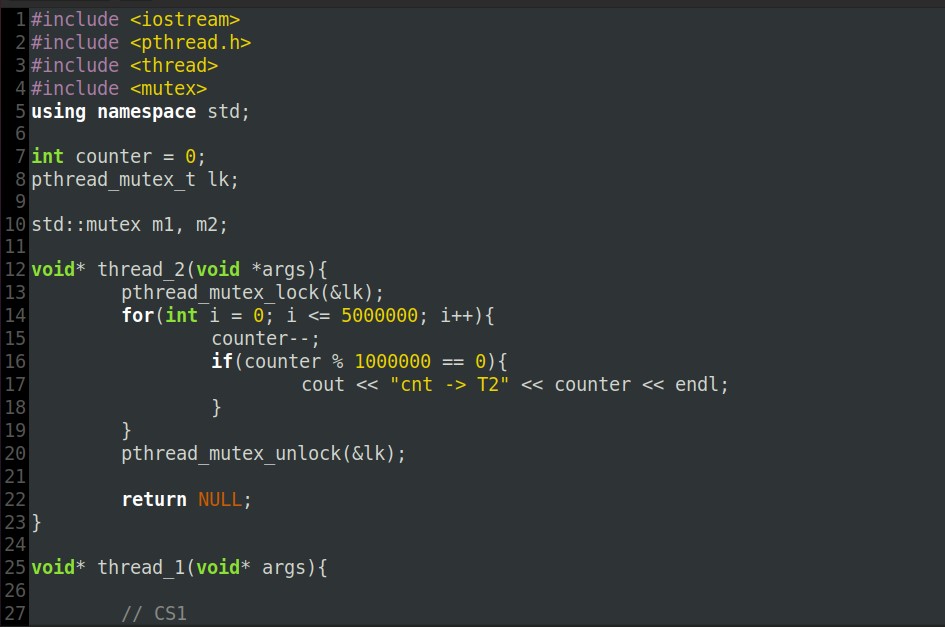 1 #include <iostream>
2 #include <pthread.h>
3 #include <thread>
4 #include <mutex>
5 using namespace std;
6
7 int counter = 0;
8 pthread_mutex_t lk;
9
10 std::mutex m1, m2;
11
12 void* thread_2(void *args){
13         pthread_mutex_lock(&lk);
14         for(int i = 0; i <= 5000000; i++){
15                 counter--;
16                 if(counter % 1000000 == 0){
17                         cout << "cnt -> T2" << counter << endl;
18                 }
19         }
20         pthread_mutex_unlock(&lk);
21
22         return NULL;
23 }
24
25 void* thread_1(void* args){
26
27         // CS1